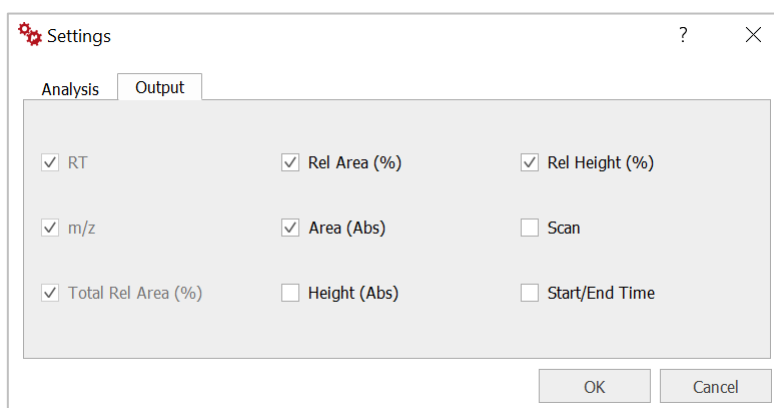 Settings ?
Analysis Output
RT Rel Area (%) Rel Height (%)
m/z Area (Abs) Scan
Total Rel Area (%) Height (Abs) Start/End Time
OK Cancel